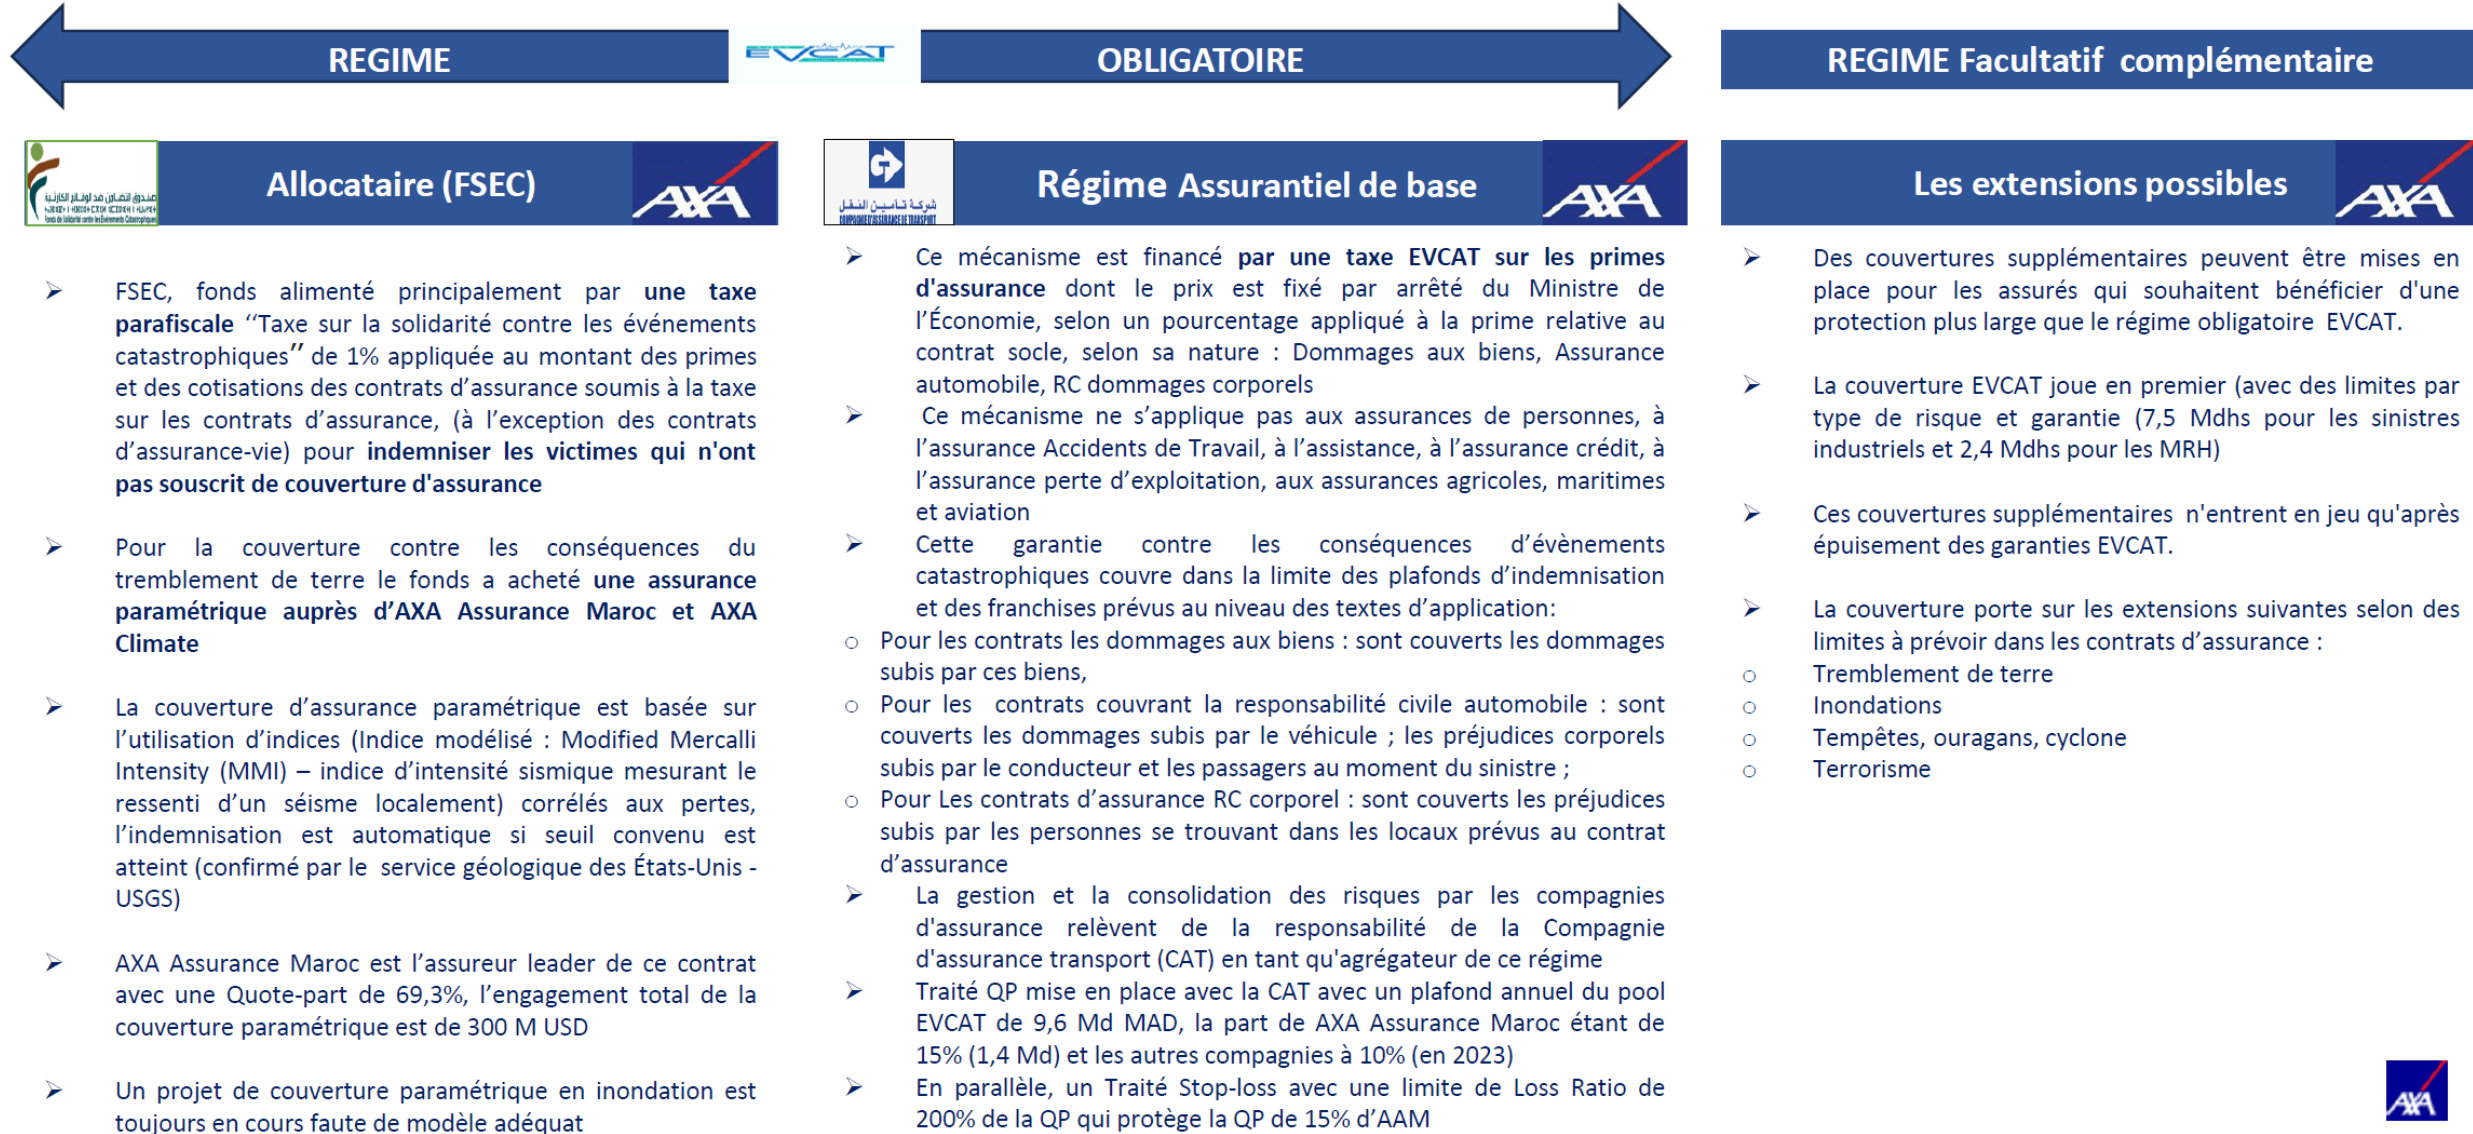 REGIME
EVCAT
OBLIGATOIRE
REGIME Facultatif complémentaire
صندوق التضامن ضد الوقائع الكارثية
Fonds de Solidarité contre les Evénements Catastrophiques
Allocataire (FSEC)
AXA
FSEC, fonds alimenté principalement par une taxe
parafiscale ‘‘Taxe sur la solidarité contre les événements
catastrophiques’’ de 1% appliquée au montant des primes
et des cotisations des contrats d’assurance soumis à la taxe
sur les contrats d’assurance, (à l’exception des contrats
d’assurance-vie) pour indemniser les victimes qui n'ont
pas souscrit de couverture d'assurance
Pour la couverture contre les conséquences du
tremblement de terre le fonds a acheté une assurance
paramétrique auprès d’AXA Assurance Maroc et AXA
Climate
La couverture d’assurance paramétrique est basée sur
l’utilisation d’indices (Indice modélisé : Modified Mercalli
Intensity (MMI) – indice d’intensité sismique mesurant le
ressenti d’un séisme localement) corrélés aux pertes,
l’indemnisation est automatique si seuil convenu est
atteint (confirmé par le service géologique des États-Unis -
USGS)
AXA Assurance Maroc est l’assureur leader de ce contrat
avec une Quote-part de 69,3%, l’engagement total de la
couverture paramétrique est de 300 M USD
Un projet de couverture paramétrique en inondation est
toujours en cours faute de modèle adéquat
شركة تأمين النقل
COMPAGNIE D'ASSURANCE DE TRANSPORT
Régime Assurantiel de base
AXA
Ce mécanisme est financé par une taxe EVCAT sur les primes
d'assurance dont le prix est fixé par arrêté du Ministre de
l’Économie, selon un pourcentage appliqué à la prime relative au
contrat socle, selon sa nature : Dommages aux biens, Assurance
automobile, RC dommages corporels
Ce mécanisme ne s’applique pas aux assurances de personnes, à
l’assurance Accidents de Travail, à l’assistance, à l’assurance crédit, à
l’assurance perte d’exploitation, aux assurances agricoles, maritimes
et aviation
Cette garantie contre les conséquences d’évènements
catastrophiques couvre dans la limite des plafonds d’indemnisation
et des franchises prévus au niveau des textes d’application:
Pour les contrats les dommages aux biens : sont couverts les dommages
subis par ces biens,
Pour les contrats couvrant la responsabilité civile automobile : sont
couverts les dommages subis par le véhicule ; les préjudices corporels
subis par le conducteur et les passagers au moment du sinistre ;
Pour Les contrats d’assurance RC corporel : sont couverts les préjudices
subis par les personnes se trouvant dans les locaux prévus au contrat
d’assurance
La gestion et la consolidation des risques par les compagnies
d'assurance relèvent de la responsabilité de la Compagnie
d'assurance transport (CAT) en tant qu'agrégateur de ce régime
Traité QP mise en place avec la CAT avec un plafond annuel du pool
EVCAT de 9,6 Md MAD, la part de AXA Assurance Maroc étant de
15% (1,4 Md) et les autres compagnies à 10% (en 2023)
En parallèle, un Traité Stop-loss avec une limite de Loss Ratio de
200% de la QP qui protège la QP de 15% d’AAM
Les extensions possibles
AXA
Des couvertures supplémentaires peuvent être mises en
place pour les assurés qui souhaitent bénéficier d'une
protection plus large que le régime obligatoire EVCAT.
La couverture EVCAT joue en premier (avec des limites par
type de risque et garantie (7,5 Mdhs pour les sinistres
industriels et 2,4 Mdhs pour les MRH)
Ces couvertures supplémentaires n'entrent en jeu qu'après
épuisement des garanties EVCAT.
La couverture porte sur les extensions suivantes selon des
limites à prévoir dans les contrats d’assurance :
Tremblement de terre
Inondations
Tempêtes, ouragans, cyclone
Terrorisme
AXA